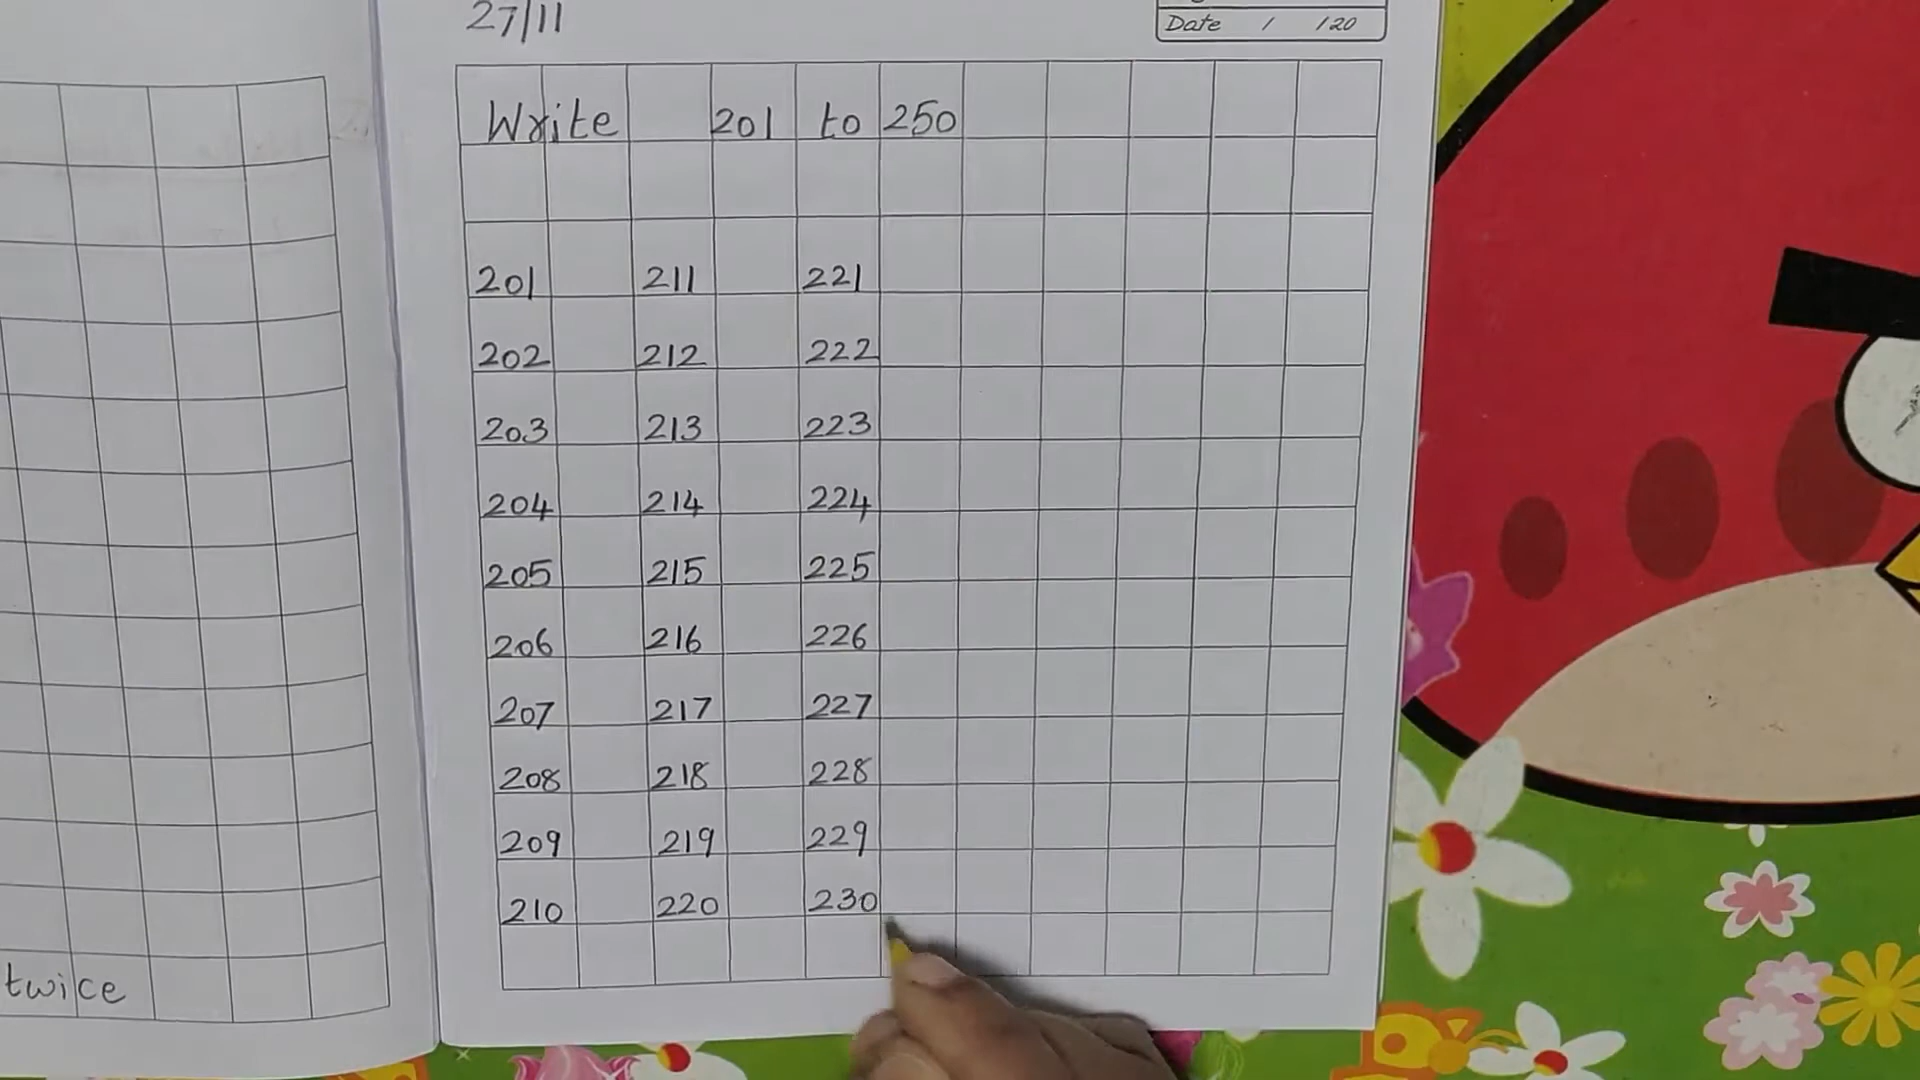 27/11
Date / /20
Write 201 to 250
201 211 221
202 212 222
203 213 223
204 214 224
205 215 225
206 216 226
207 217 227
208 218 228
209 219 229
210 220 230
twice